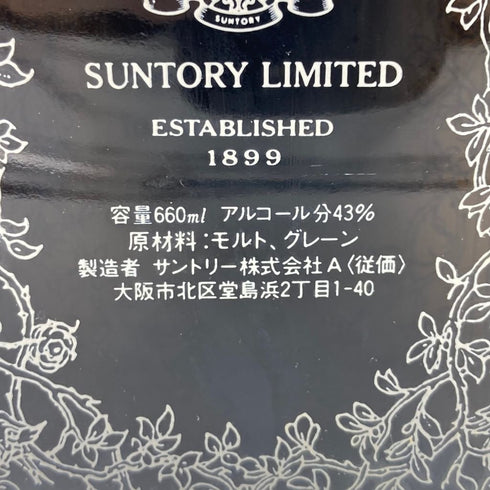 SUNTORY
SUNTORY LIMITED
ESTABLISHED
1899
容量660ml アルコール分43%
原材料:モルト、グレーン
製造者 サントリー株式会社A〈従価〉
大阪市北区堂島浜2丁目1-40